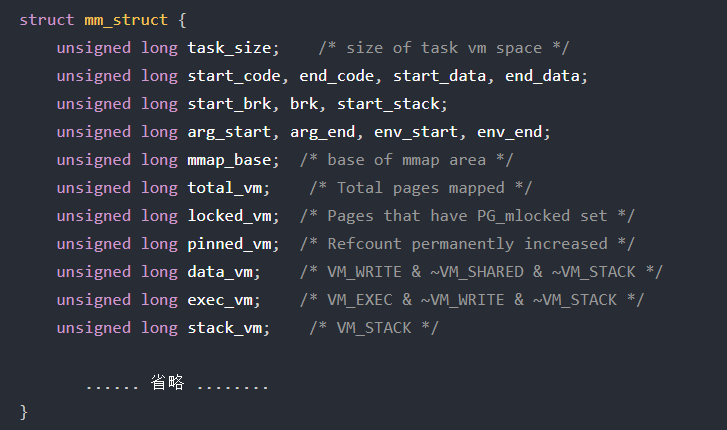 struct mm_struct {
    unsigned long task_size;    /* size of task vm space */
    unsigned long start_code, end_code, start_data, end_data;
    unsigned long start_brk, brk, start_stack;
    unsigned long arg_start, arg_end, env_start, env_end;
    unsigned long mmap_base;  /* base of mmap area */
    unsigned long total_vm;    /* Total pages mapped */
    unsigned long locked_vm;  /* Pages that have PG_mlocked set */
    unsigned long pinned_vm;  /* Refcount permanently increased */
    unsigned long data_vm;    /* VM_WRITE & ~VM_SHARED & ~VM_STACK */
    unsigned long exec_vm;    /* VM_EXEC & ~VM_WRITE & ~VM_STACK */
    unsigned long stack_vm;    /* VM_STACK */
       ...... 省略 ........
}